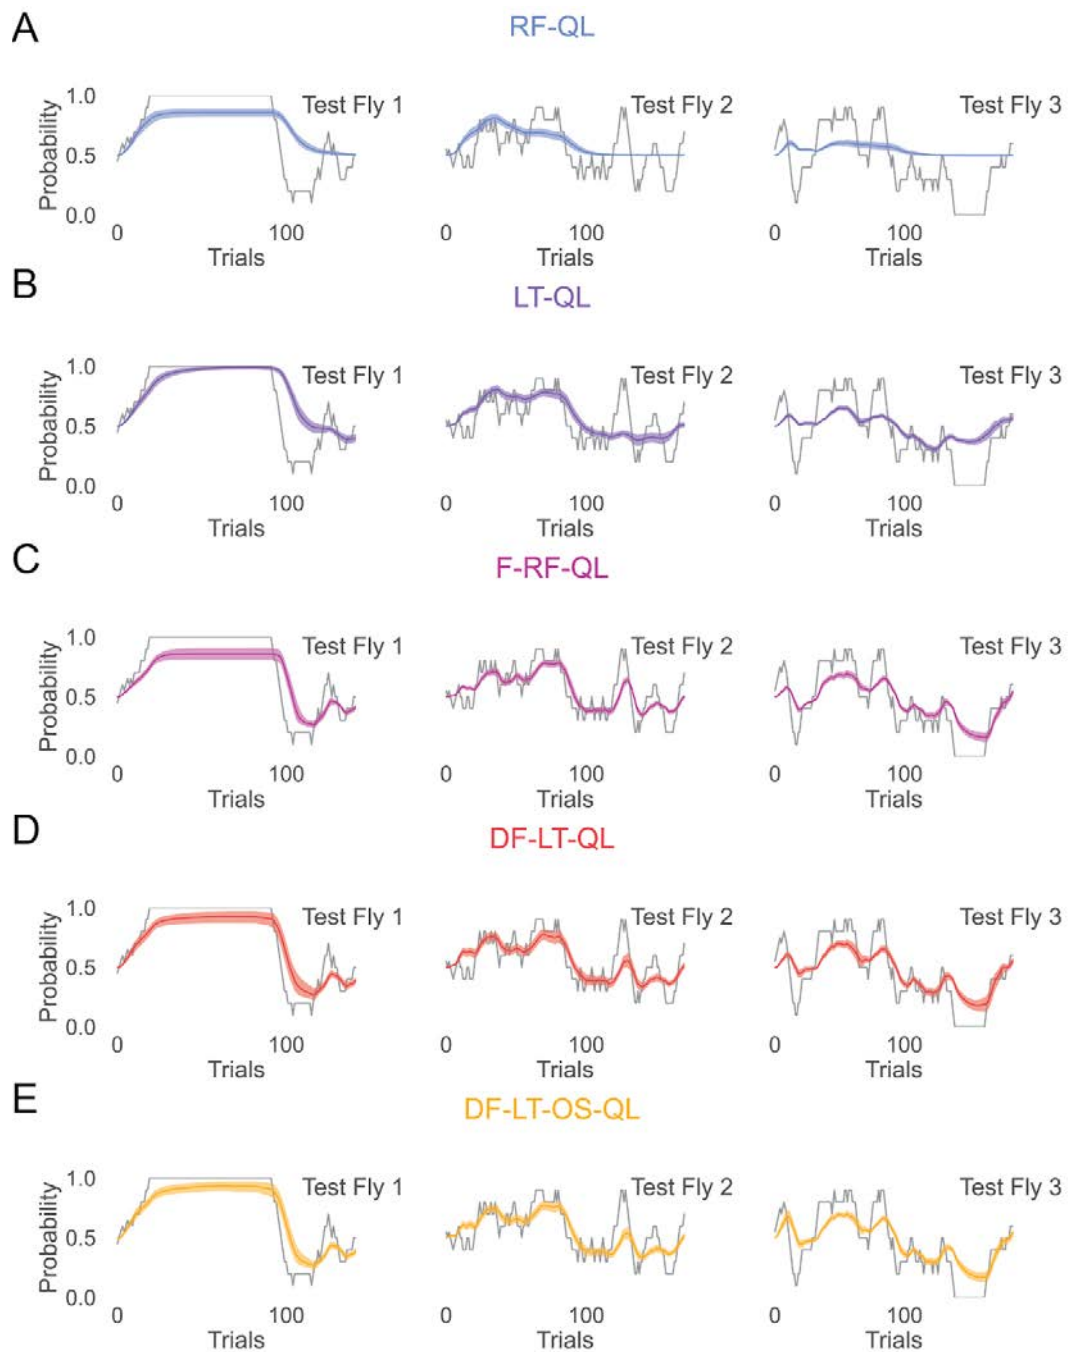 A
RF-QL
Probability
1.0
0.5
0.0
Test Fly 1
Test Fly 2
Test Fly 3
0
100
0
100
0
100
Trials
Trials
Trials
B
LT-QL
Probability
1.0
0.5
0.0
Test Fly 1
Test Fly 2
Test Fly 3
0
100
0
100
0
100
Trials
Trials
Trials
C
F-RF-QL
Probability
1.0
0.5
0.0
Test Fly 1
Test Fly 2
Test Fly 3
0
100
0
100
0
100
Trials
Trials
Trials
D
DF-LT-QL
Probability
1.0
0.5
0.0
Test Fly 1
Test Fly 2
Test Fly 3
0
100
0
100
0
100
Trials
Trials
Trials
E
DF-LT-OS-QL
Probability
1.0
0.5
0.0
Test Fly 1
Test Fly 2
Test Fly 3
0
100
0
100
0
100
Trials
Trials
Trials